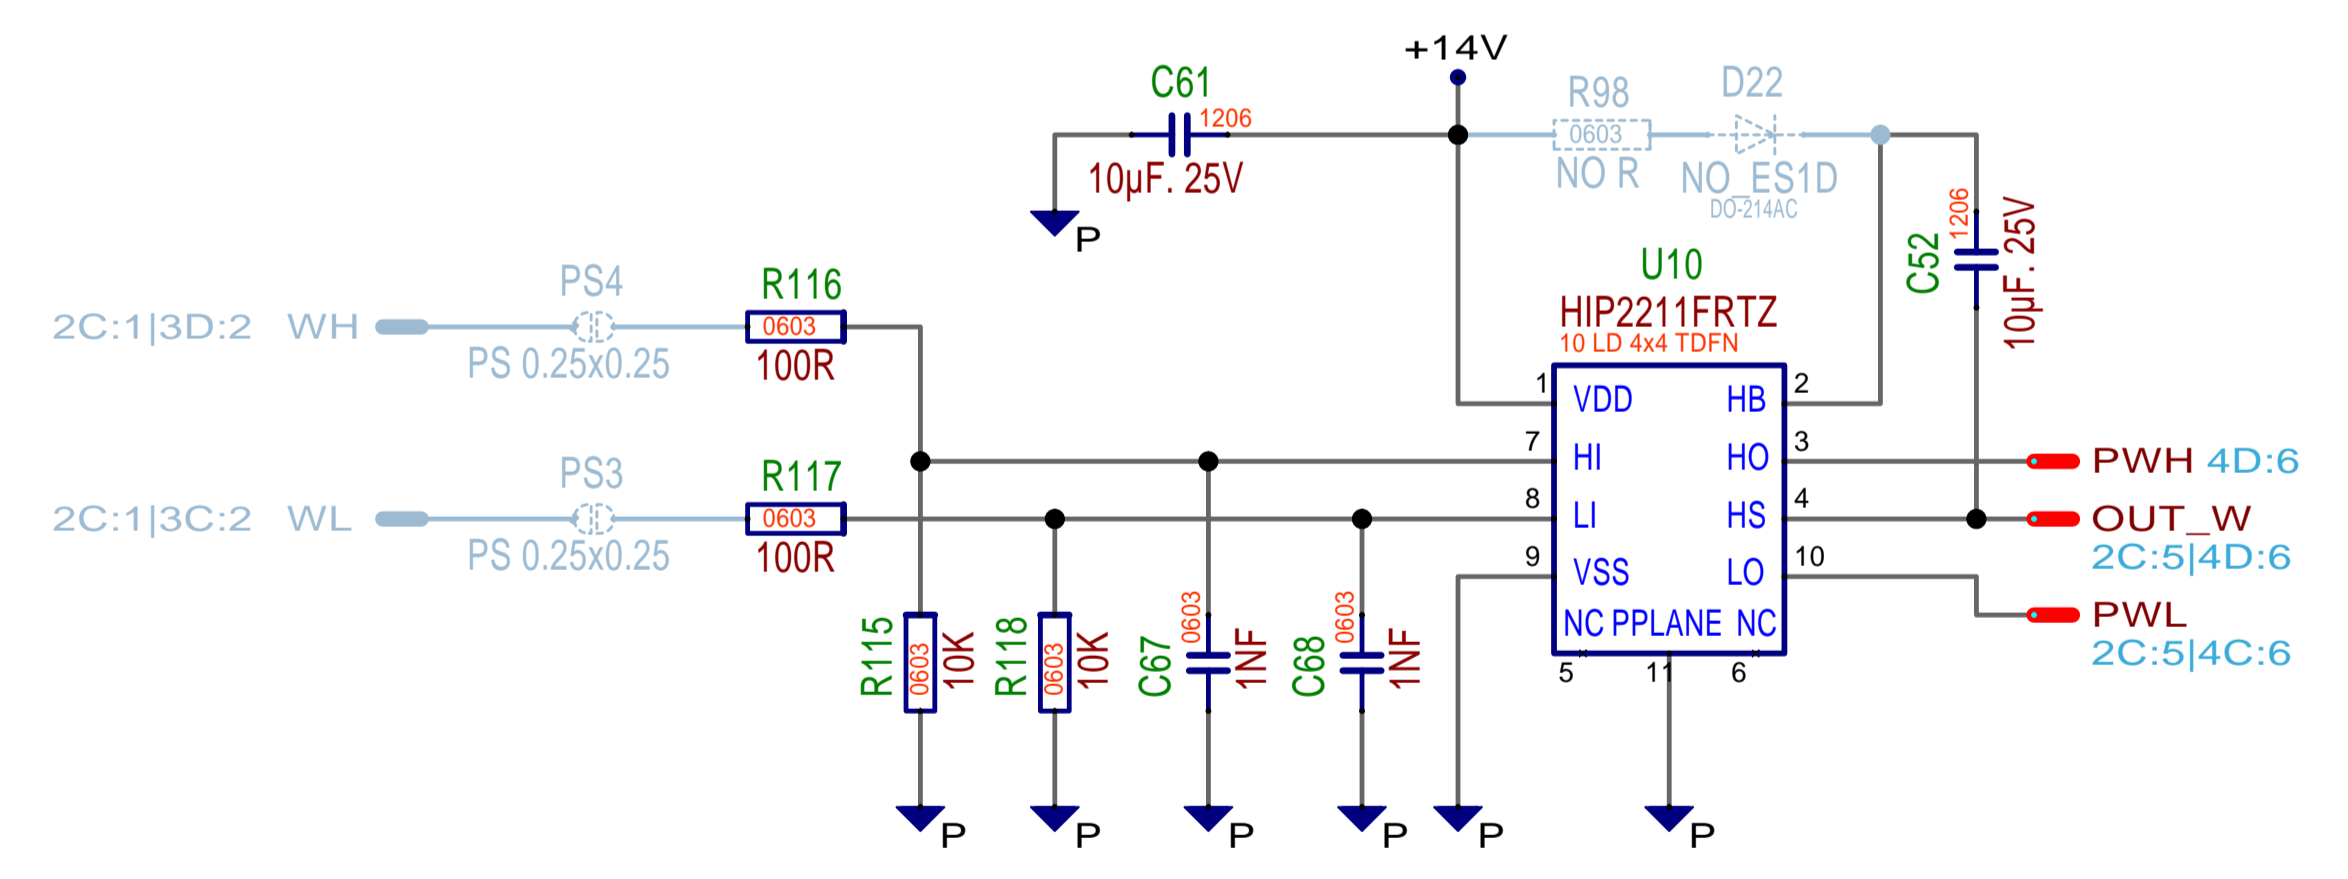 +14V
C61
1206
10µF. 25V
P
R98
0603
NO R
D22
NO_ES1D
DO-214AC
1206
C52
10µF. 25V
U10
HIP2211FRTZ
10 LD 4x4 TDFN
2C:1|3D:2 WH
PS4
PS 0.25x0.25
R116
0603
100R
2C:1|3C:2 WL
PS3
PS 0.25x0.25
R117
0603
100R
1 VDD HB 2
7 HI HO 3
8 LI HS 4
9 VSS LO 10
NC PPLANE NC
5 11 6
PWH 4D:6
OUT_W
2C:5|4D:6
PWL
2C:5|4C:6
R115
0603
10K
R118
0603
10K
C67
0603
1NF
C68
0603
1NF
P P P P P P